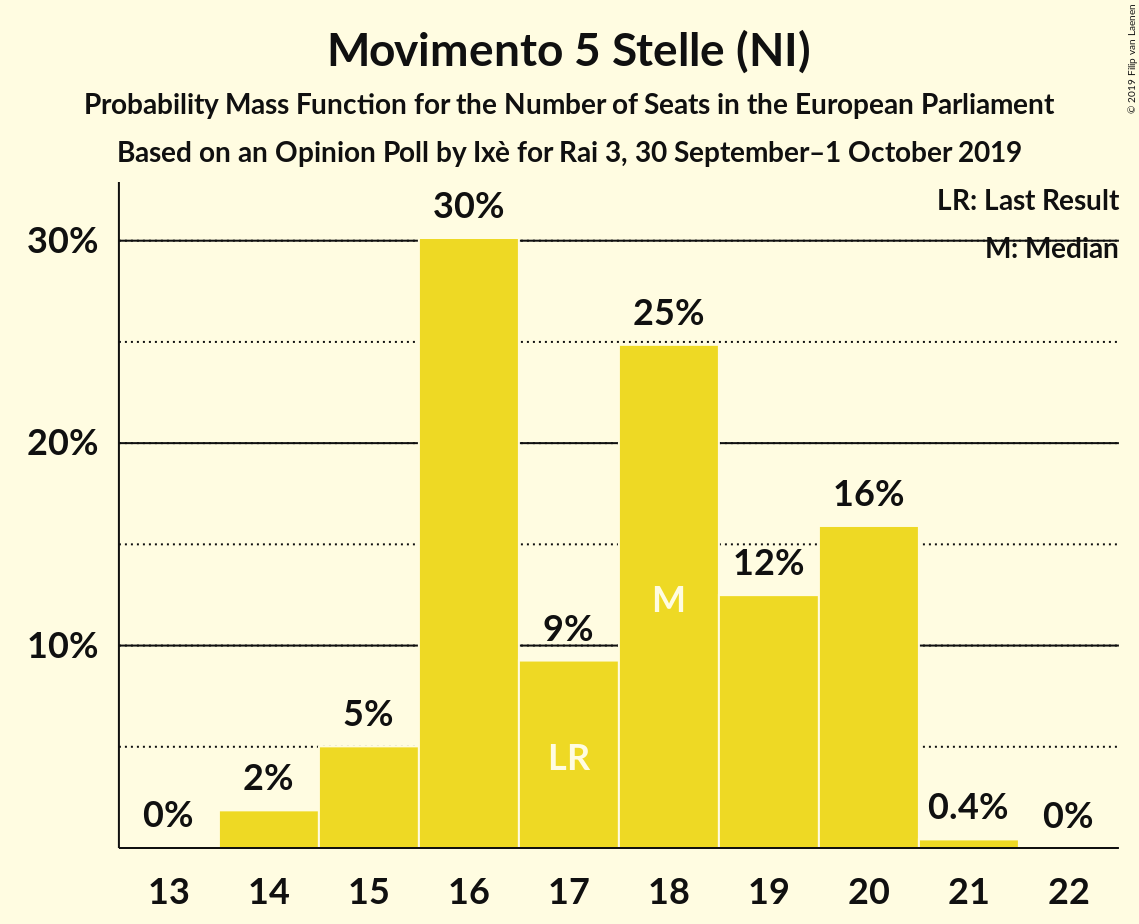 Movimento 5 Stelle (NI)
Probability Mass Function for the Number of Seats in the European Parliament
Based on an Opinion Poll by Ixè for Rai 3, 30 September–1 October 2019
© 2019 Filip van Laenen
LR: Last Result
M: Median
30%
20%
10%
0%
2%
5%
30%
9%
25%
12%
16%
0.4%
0%
LR
M
13 14 15 16 17 18 19 20 21 22